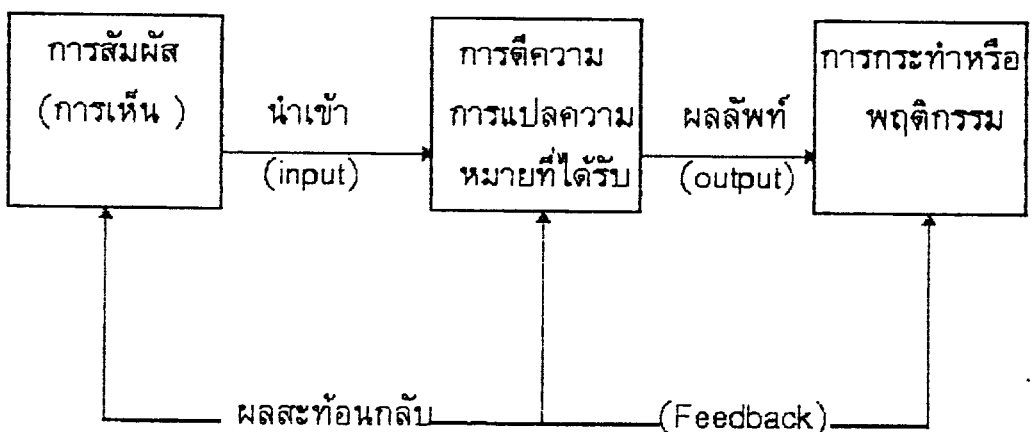 การสัมผัส
(การเห็น )
นำเข้า
(input)
การตีความ
การแปลความ
หมายที่ได้รับ
ผลลัพท์
(output)
การกระทำหรือ
พฤติกรรม
ผลสะท้อนกลับ
(Feedback)